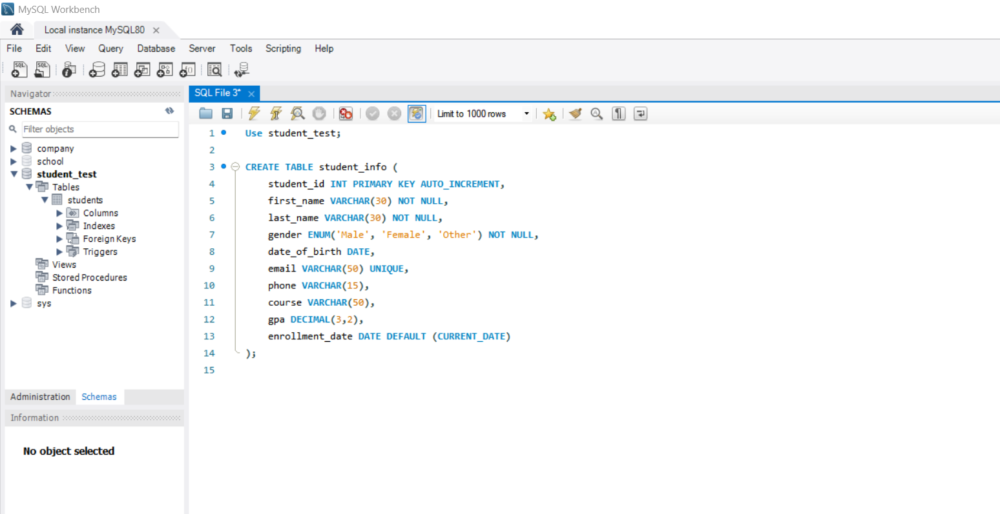 MySQL Workbench
Local instance MySQL80
File Edit View Query Database Server Tools Scripting Help
SQL SQL
Navigator
SCHEMAS
Filter objects
company
school
student_test
Tables
students
Columns
Indexes
Foreign Keys
Triggers
Views
Stored Procedures
Functions
sys
Administration Schemas
Information
No object selected
SQL File 3*
Limit to 1000 rows
1 Use student_test;
2
3 CREATE TABLE student_info (
4 student_id INT PRIMARY KEY AUTO_INCREMENT,
5 first_name VARCHAR(30) NOT NULL,
6 last_name VARCHAR(30) NOT NULL,
7 gender ENUM('Male', 'Female', 'Other') NOT NULL,
8 date_of_birth DATE,
9 email VARCHAR(50) UNIQUE,
10 phone VARCHAR(15),
11 course VARCHAR(50),
12 gpa DECIMAL(3,2),
13 enrollment_date DATE DEFAULT (CURRENT_DATE)
14 );
15